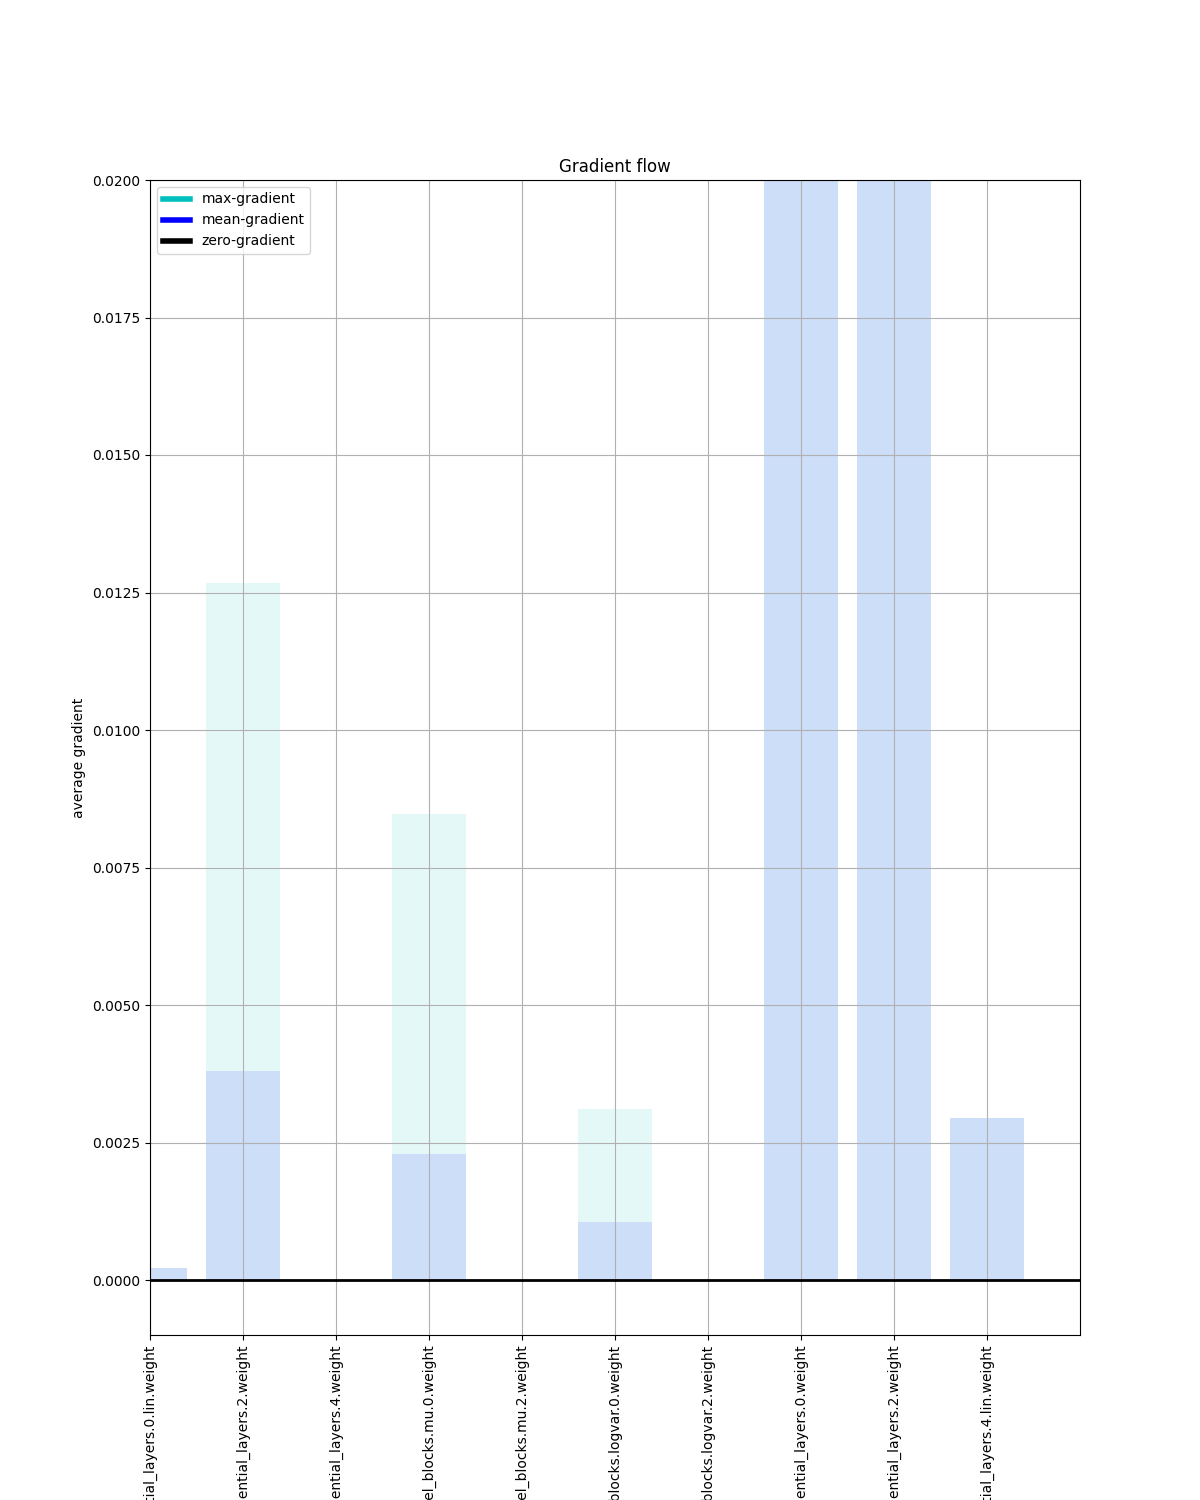 Gradient flow
max-gradient
mean-gradient
zero-gradient
0.0200
0.0175
0.0150
0.0125
0.0100
0.0075
0.0050
0.0025
0.0000
average gradient
tial_layers.0.lin.weight
ential_layers.2.weight
ential_layers.4.weight
el_blocks.mu.0.weight
el_blocks.mu.2.weight
blocks.logvar.0.weight
blocks.logvar.2.weight
ential_layers.0.weight
ential_layers.2.weight
tial_layers.4.lin.weight